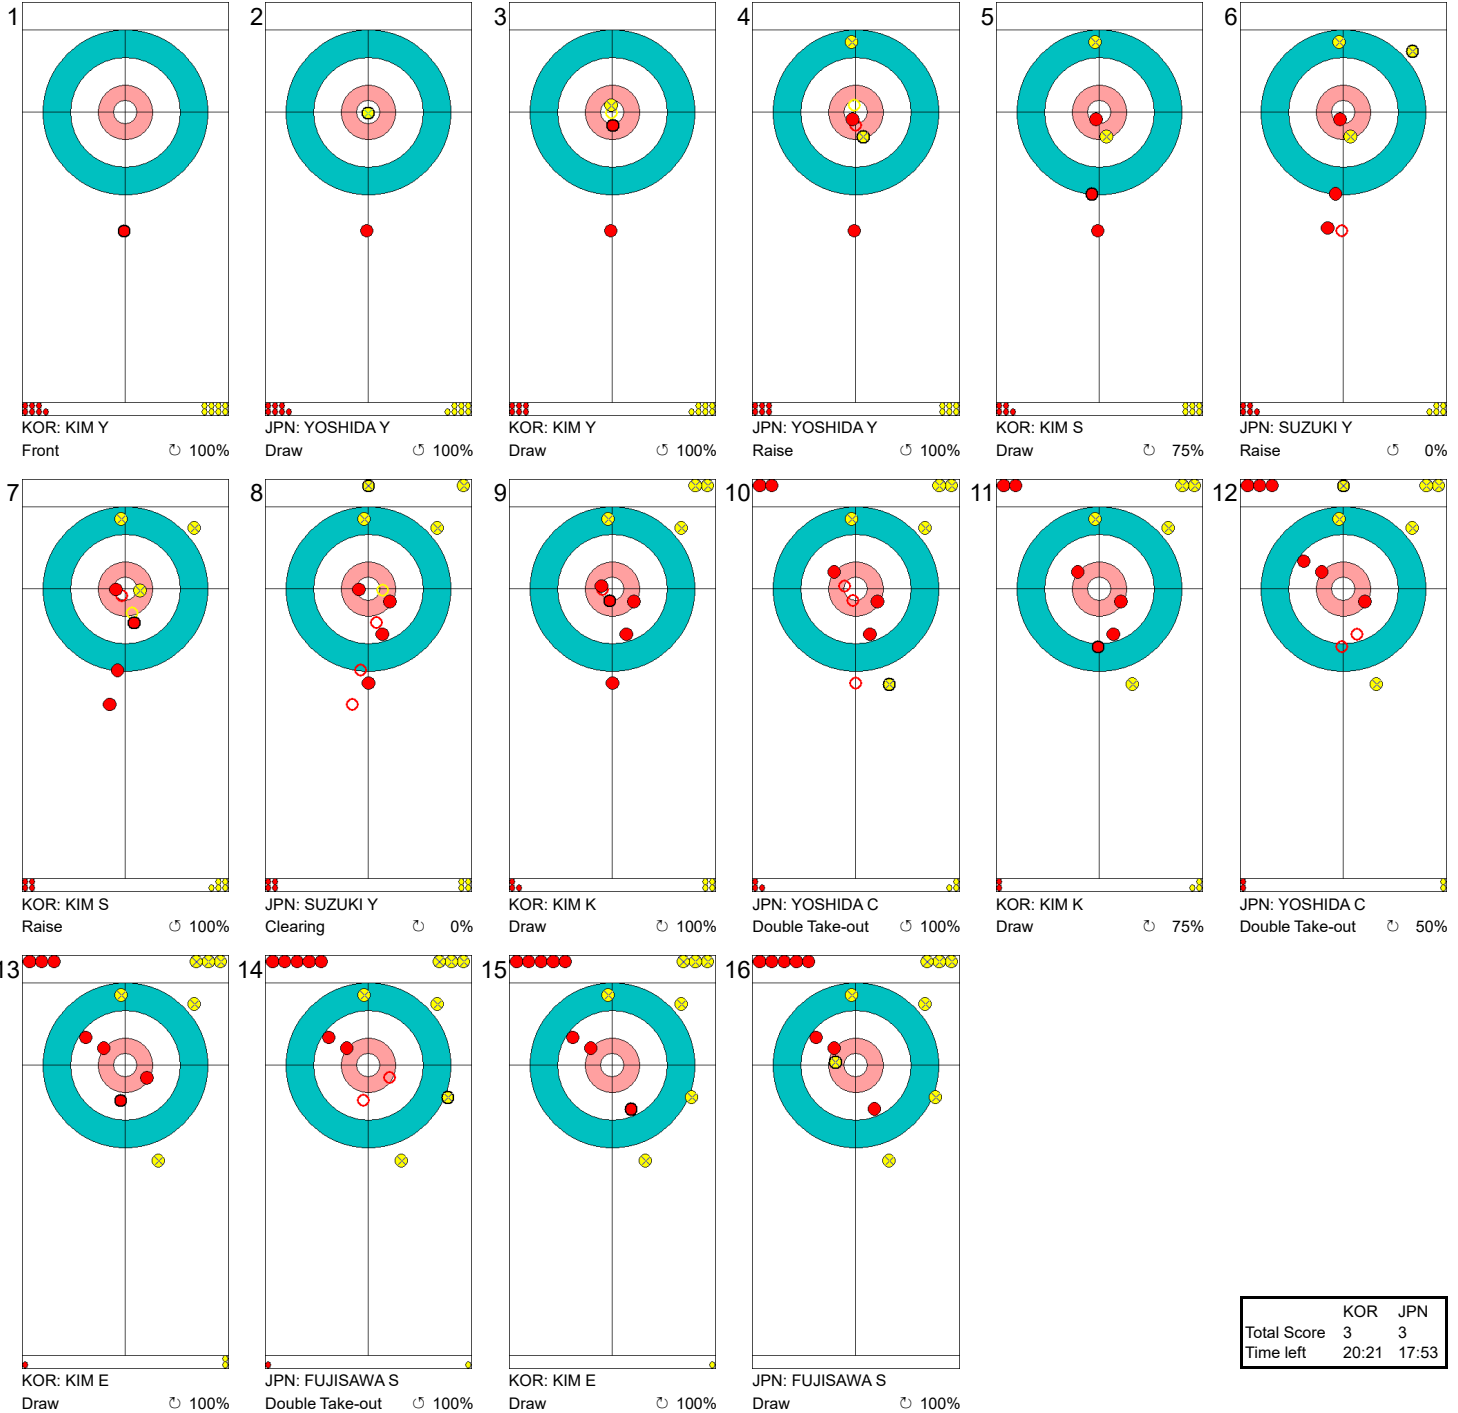 1
KOR: KIM Y
Front ↻ 100%
2
JPN: YOSHIDA Y
Draw ↺ 100%
3
KOR: KIM Y
Draw ↺ 100%
4
JPN: YOSHIDA Y
Raise ↺ 100%
5
KOR: KIM S
Draw ↻ 75%
6
JPN: SUZUKI Y
Raise ↺ 0%
7
KOR: KIM S
Raise ↺ 100%
8
JPN: SUZUKI Y
Clearing ↻ 0%
9
KOR: KIM K
Draw ↻ 100%
10
JPN: YOSHIDA C
Double Take-out ↺ 100%
11
KOR: KIM K
Draw ↻ 75%
12
JPN: YOSHIDA C
Double Take-out ↻ 50%
13
KOR: KIM E
Draw ↻ 100%
14
JPN: FUJISAWA S
Double Take-out ↺ 100%
15
KOR: KIM E
Draw ↻ 100%
16
JPN: FUJISAWA S
Draw ↻ 100%
KOR JPN
Total Score 3 3
Time left 20:21 17:53